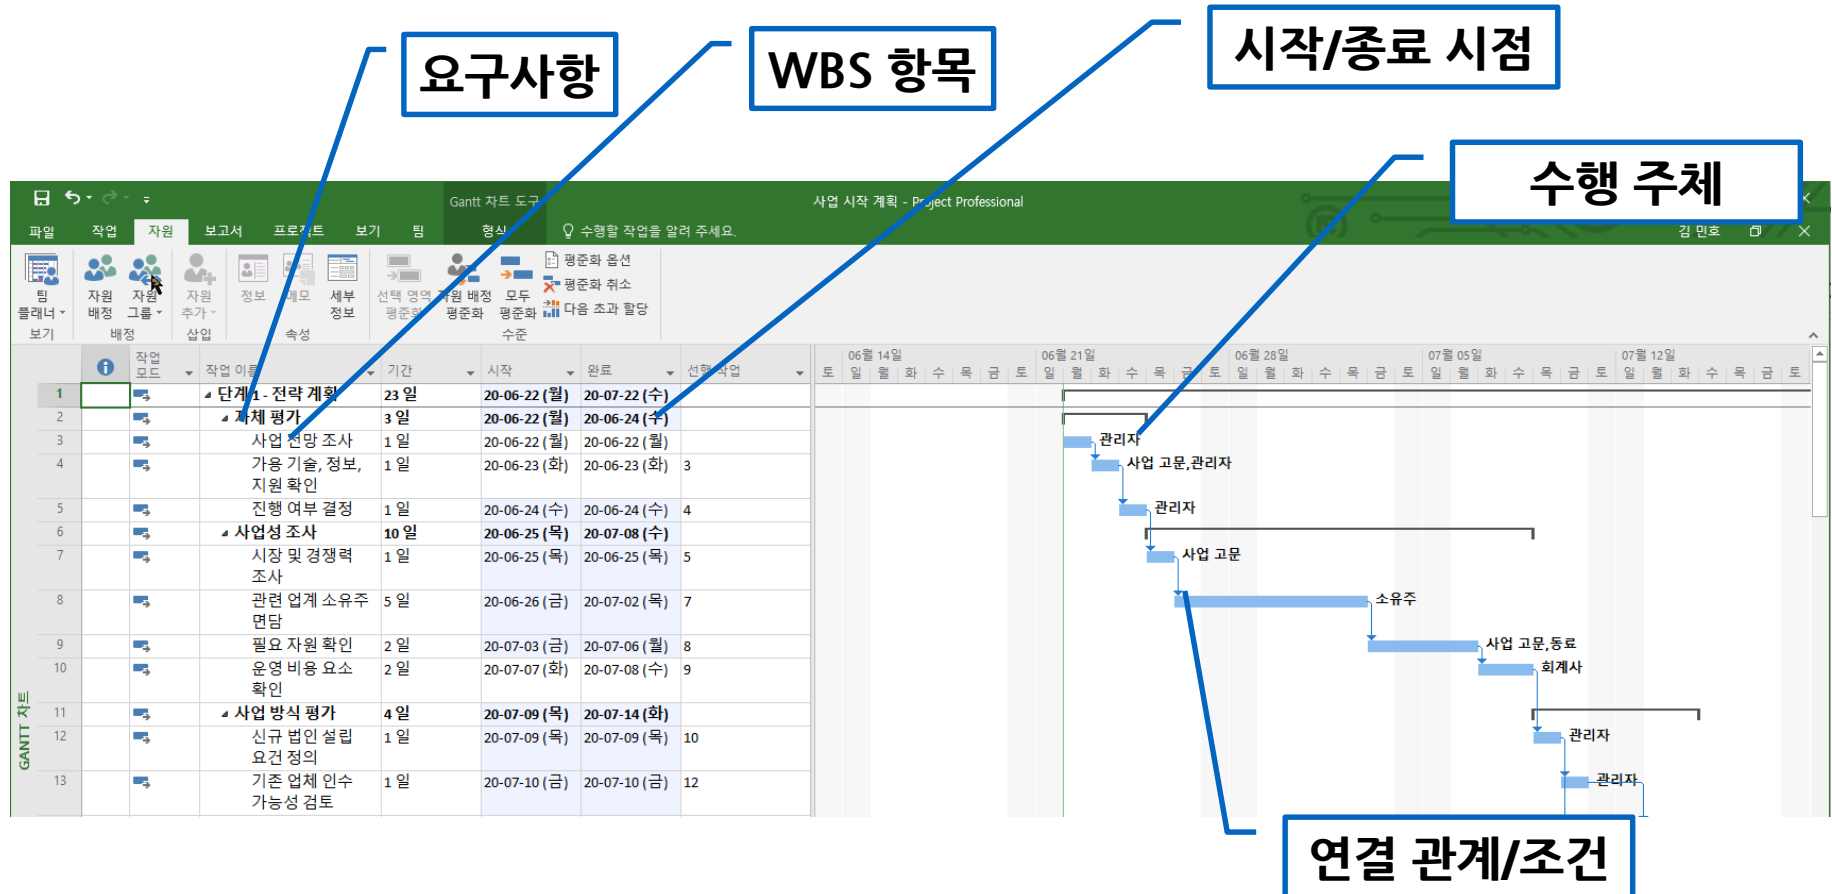 요구사항
WBS 항목
시작/종료 시점
수행 주체
Gantt 차트 도구
사업 시작 계획 - Project Professional
파일 작업 자원 보고서 프로젝트 보기 팀 형식 수행할 작업을 알려 주세요.
김 민호
팀
플래너
자원
배정
자원
그룹
자원
추가
정보
메모
세부
정보
선택 영역
평준화
자원 배정
평준화
모두
평준화
평준화 옵션
평준화 취소
다음 초과 할당
보기 배정 삽입 속성 수준
작업
모드
작업 이름 기간 시작 완료 선행 작업
06월 14일 06월 21일 06월 28일 07월 05일 07월 12일
토 일 월 화 수 목 금 토 일 월 화 수 목 금 토 일 월 화 수 목 금 토 일 월 화 수 목 금 토 일 월 화 수 목 금 토
1 단계 1 - 전략 계획 23 일 20-06-22 (월) 20-07-22 (수)
2 자체 평가 3 일 20-06-22 (월) 20-06-24 (수)
3 사업 전망 조사 1 일 20-06-22 (월) 20-06-22 (월) 관리자
4 가용 기술, 정보, 1 일 20-06-23 (화) 20-06-23 (화) 3 사업 고문,관리자
지원 확인
5 진행 여부 결정 1 일 20-06-24 (수) 20-06-24 (수) 4 관리자
6 사업성 조사 10 일 20-06-25 (목) 20-07-08 (수)
7 시장 및 경쟁력 1 일 20-06-25 (목) 20-06-25 (목) 5 사업 고문
조사
8 관련 업계 소유주 5 일 20-06-26 (금) 20-07-02 (목) 7 소유주
면담
9 필요 자원 확인 2 일 20-07-03 (금) 20-07-06 (월) 8 사업 고문,동료
10 운영 비용 요소 2 일 20-07-07 (화) 20-07-08 (수) 9 회계사
확인
11 사업 방식 평가 4 일 20-07-09 (목) 20-07-14 (화)
12 신규 법인 설립 1 일 20-07-09 (목) 20-07-09 (목) 10 관리자
요건 정의
13 기존 업체 인수 1 일 20-07-10 (금) 20-07-10 (금) 12 관리자
가능성 검토
GANTT 차트
연결 관계/조건